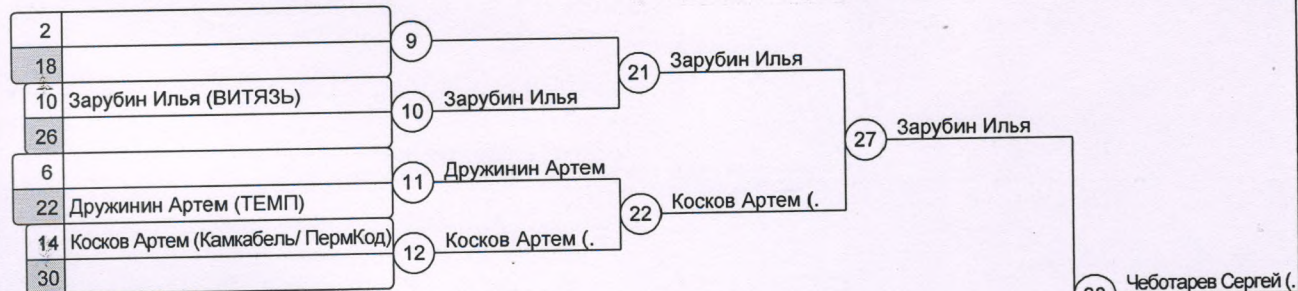 2
9
18
21 Зарубин Илья
10 Зарубин Илья (ВИТЯЗЬ)
10 Зарубин Илья
26
27 Зарубин Илья
6
11 Дружинин Артем
22 Дружинин Артем (ТЕМП)
22 Косков Артем (.
14 Косков Артем (Камкабель/ ПермКод)
12 Косков Артем (.
30
Чеботарев Сергей (.